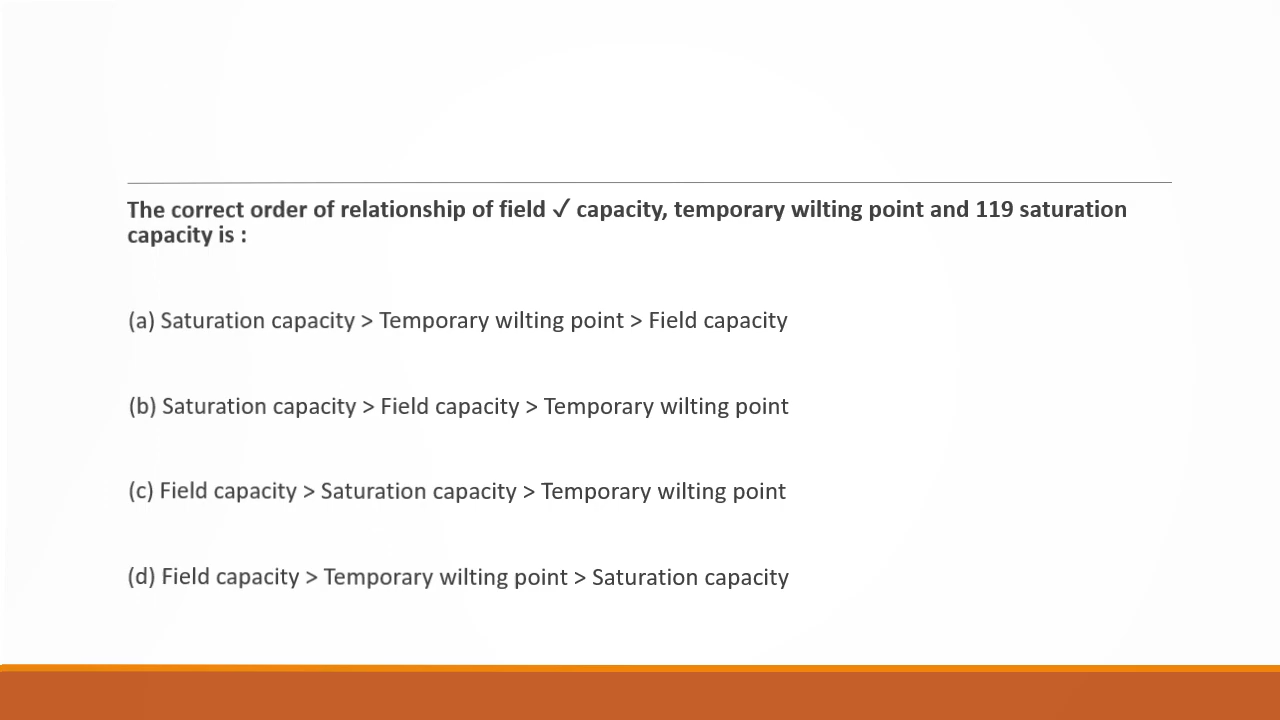 The correct order of relationship of field ✓ capacity, temporary wilting point and 119 saturation
capacity is :
(a) Saturation capacity > Temporary wilting point > Field capacity
(b) Saturation capacity > Field capacity > Temporary wilting point
(c) Field capacity > Saturation capacity > Temporary wilting point
(d) Field capacity > Temporary wilting point > Saturation capacity